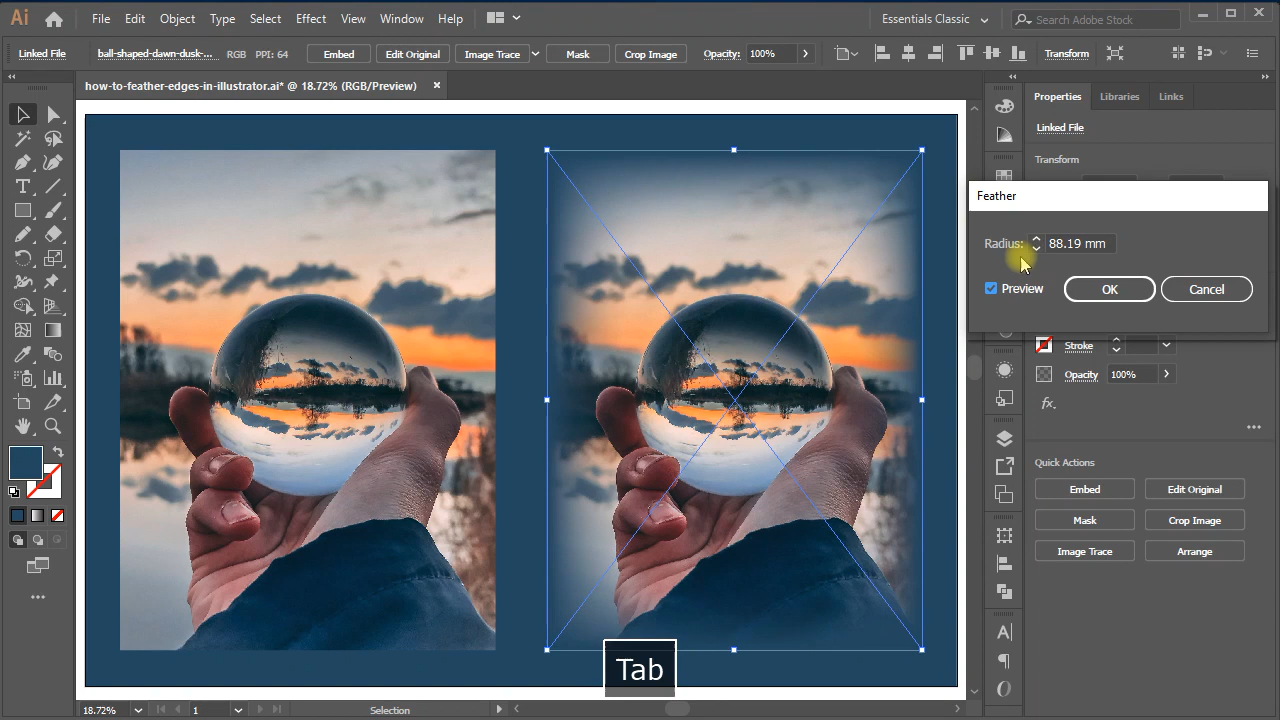 Ai File Edit Object Type Select Effect View Window Help Essentials Classic Search Adobe Stock
Linked File ball-shaped-dawn-dusk-... RGB PPI: 64 Embed Edit Original Image Trace Mask Crop Image Opacity: 100% Transform
how-to-feather-edges-in-illustrator.ai* @ 18.72% (RGB/Preview) ×
Properties Libraries Links
Linked File
Transform
Feather
Radius: 88.19 mm
Preview OK Cancel
Stroke
Opacity 100%
fx.
Quick Actions
Embed Edit Original
Mask Crop Image
Image Trace Arrange
Tab
18.72% 1 Selection